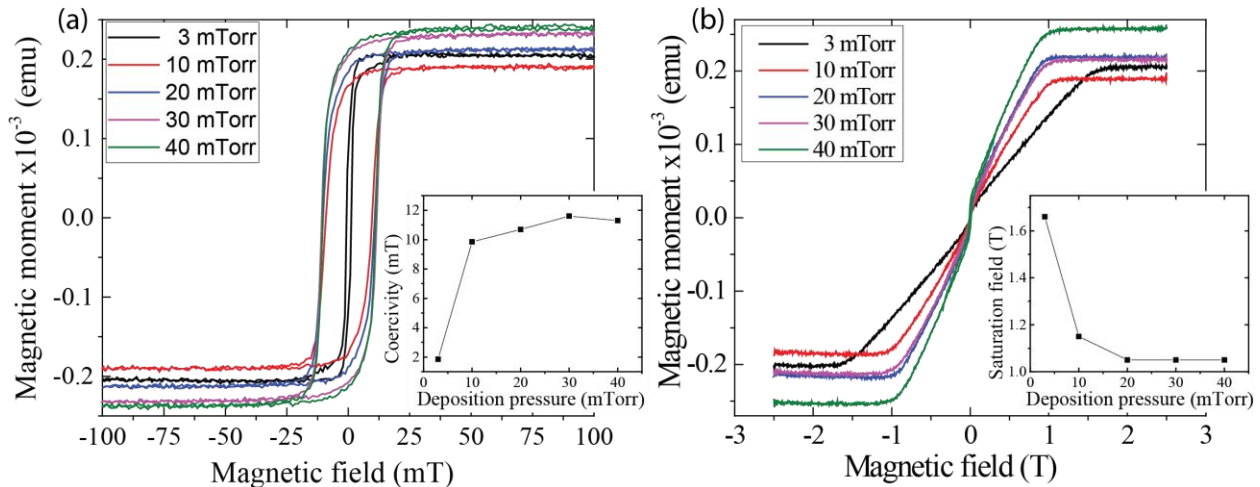 (a)
3 mTorr
10 mTorr
20 mTorr
30 mTorr
40 mTorr
Magnetic moment x10⁻³ (emu)
0.2
0.1
0.0
-0.1
-0.2
-100 -75 -50 -25 0 25 50 75 100
Magnetic field (mT)
Coercivity (mT)
12
10
8
6
4
2
0 10 20 30 40
Deposition pressure (mTorr)
(b)
3 mTorr
10 mTorr
20 mTorr
30 mTorr
40 mTorr
Magnetic moment x10⁻³ (emu)
0.2
0.1
0.0
-0.1
-0.2
-3 -2 -1 0 1 2 3
Magnetic field (T)
Saturation field (T)
1.6
1.4
1.2
1.0
0 10 20 30 40
Deposition pressure (mTorr)